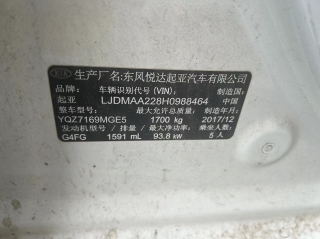 KIA 生产厂名:东风悦达起亚汽车有限公司
品牌: 车辆识别代号(VIN): 制造国:
起亚 LJDMAA228H0988464 中国
整车型号: 最大允许总质量: 制造年月:
YQZ7169MGE5 1700 kg 2017/12
发动机型号/排量 最大净功率: 乘坐人数
G4FG 1591 mL 93.8 kW 5 人